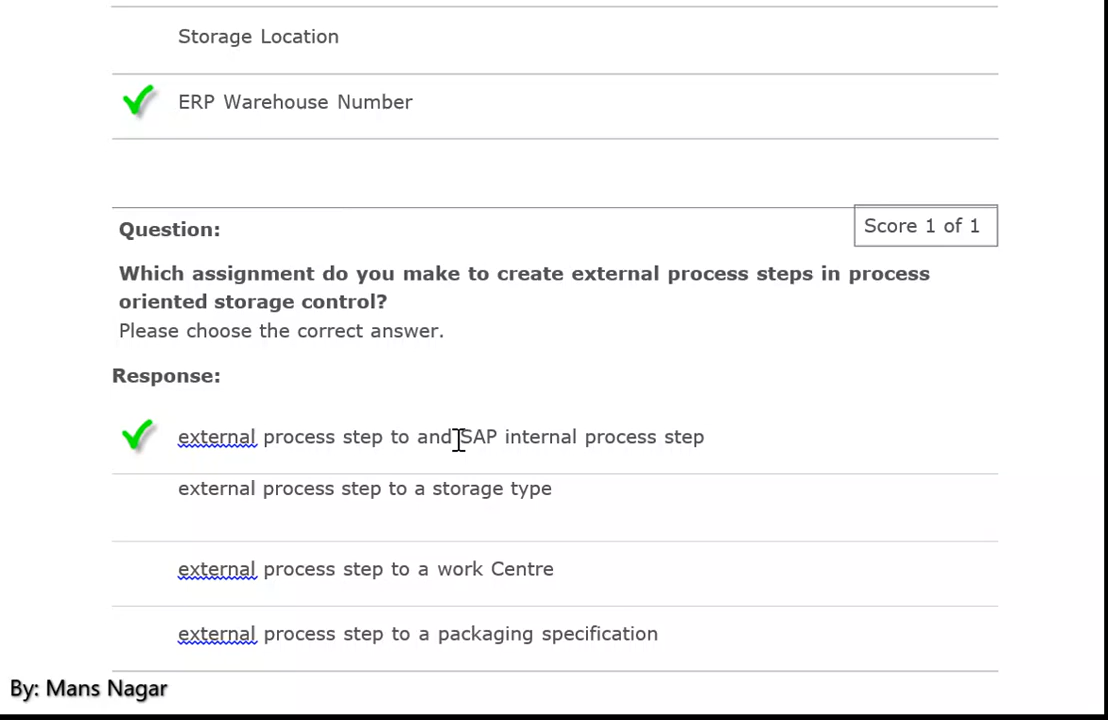 Storage Location
ERP Warehouse Number
Question:
Score 1 of 1
Which assignment do you make to create external process steps in process
oriented storage control?
Please choose the correct answer.
Response:
external process step to and SAP internal process step
external process step to a storage type
external process step to a work Centre
external process step to a packaging specification
By: Mans Nagar